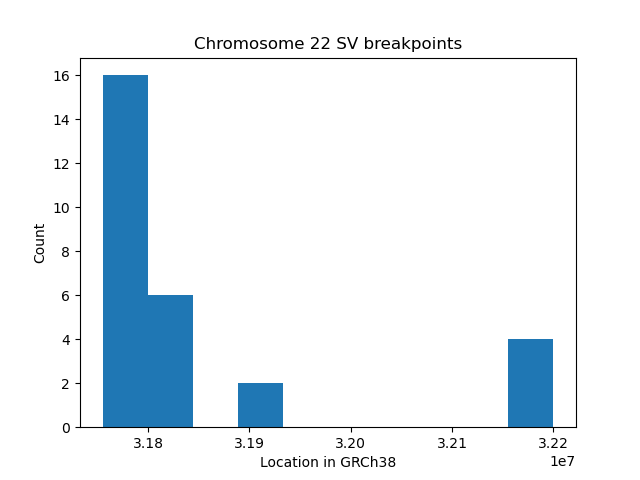 Chromosome 22 SV breakpoints
16
14
12
10
8
6
4
2
0
Count
3.18 3.19 3.20 3.21 3.22
1e7
Location in GRCh38